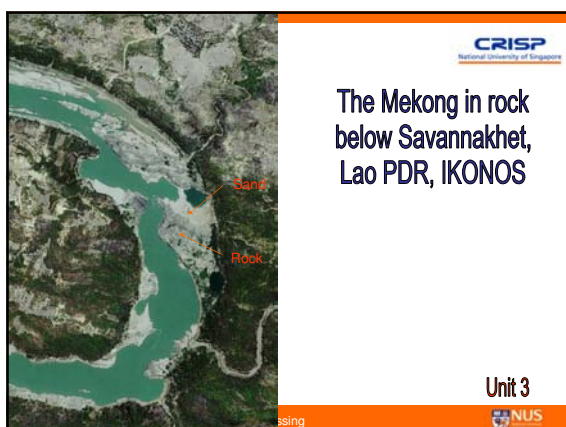 CRISP
National University of Singapore
The Mekong in rock
below Savannakhet,
Lao PDR, IKONOS
Sand
Rock
Unit 3
ssing
NUS